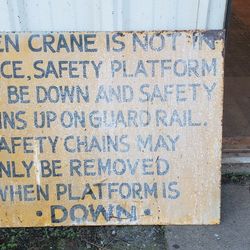 EN CRANE IS NOT IN
CE, SAFETY PLATFORM
BE DOWN AND SAFETY
INS UP ON GUARD RAIL.
AFETY CHAINS MAY
NLY BE REMOVED
WHEN PLATFORM IS
• DOWN •